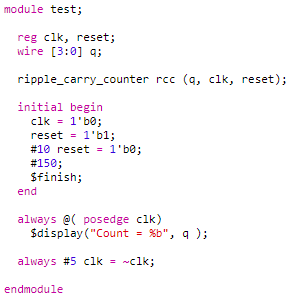 module test;
reg clk, reset;
wire [3:0] q;
ripple_carry_counter rcc (q, clk, reset);
initial begin
clk = 1'b0;
reset = 1'b1;
#10 reset = 1'b0;
#150;
$finish;
end
always @( posedge clk)
$display("Count = %b", q );
always #5 clk = ~clk;
endmodule